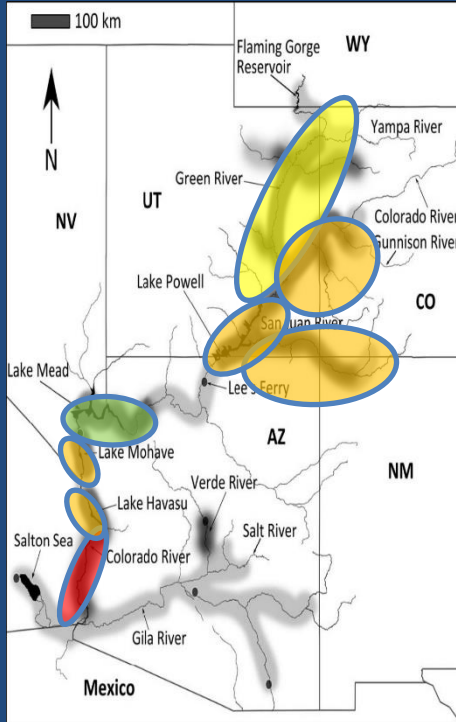 100 km
WY
Flaming Gorge
Reservoir
Yampa River
N
Green River
UT
NV
Colorado River
Gunnison River
Lake Powell
CO
San Juan River
Lake Mead
Lee's Ferry
AZ
Lake Mohave
NM
Verde River
Lake Havasu
Salt River
Salton Sea
Colorado River
Gila River
Mexico